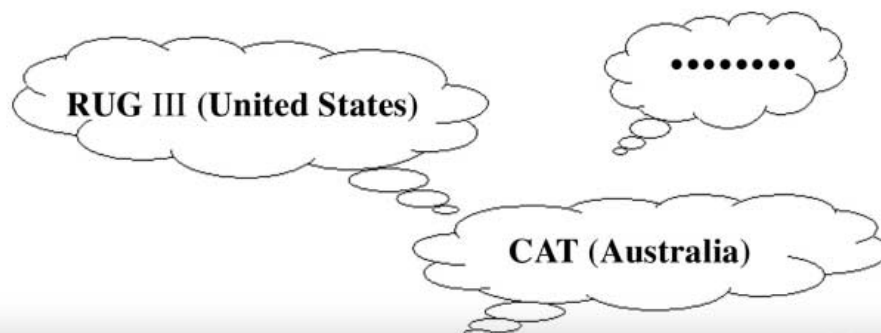 ••••••••
RUG III (United States)
CAT (Australia)